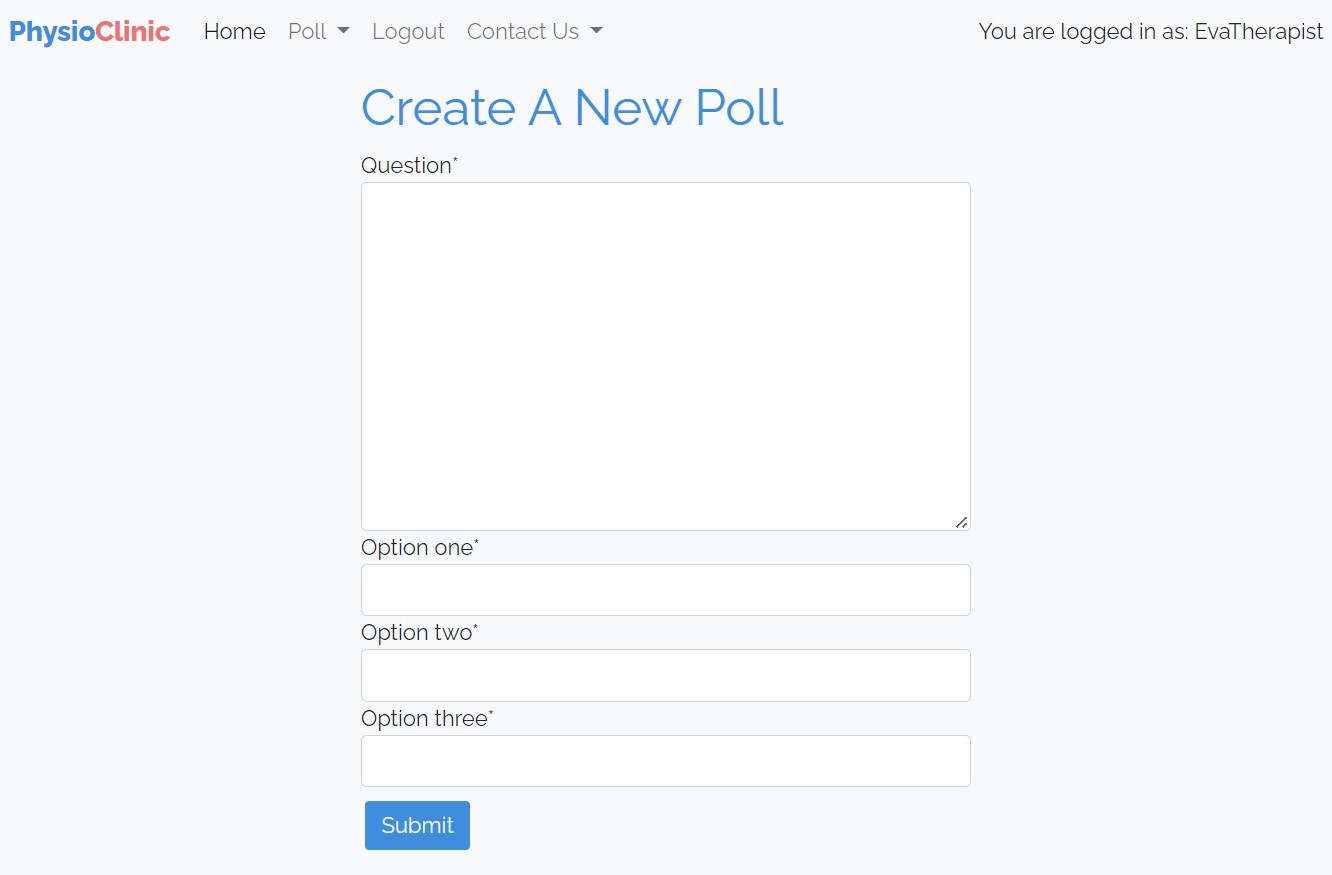 PhysioClinic Home Poll Logout Contact Us You are logged in as: EvaTherapist
Create A New Poll
Question*
Option one*
Option two*
Option three*
Submit